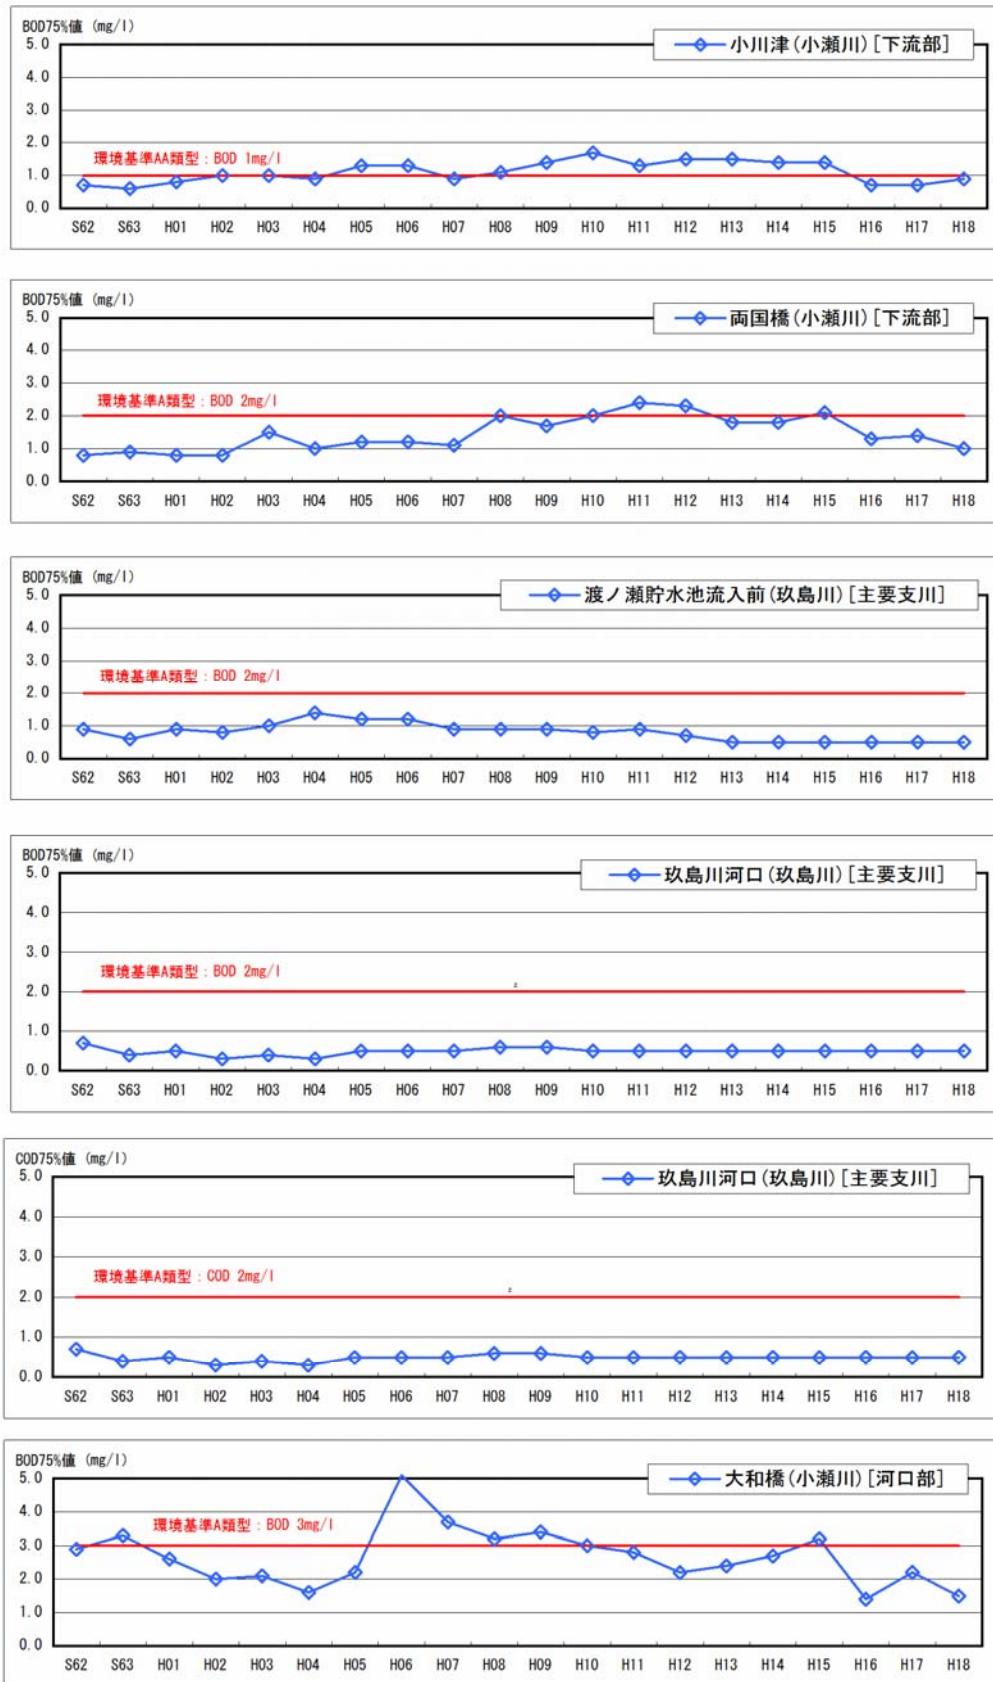 BOD75%値 (mg/l)
小川津(小瀬川)[下流部]
5.0
4.0
3.0
2.0
環境基準AA類型:BOD 1mg/l
1.0
0.0
S62 S63 H01 H02 H03 H04 H05 H06 H07 H08 H09 H10 H11 H12 H13 H14 H15 H16 H17 H18
BOD75%値 (mg/l)
両国橋(小瀬川)[下流部]
5.0
4.0
3.0
環境基準A類型:BOD 2mg/l
2.0
1.0
0.0
S62 S63 H01 H02 H03 H04 H05 H06 H07 H08 H09 H10 H11 H12 H13 H14 H15 H16 H17 H18
BOD75%値 (mg/l)
渡ノ瀬貯水池流入前(玖島川)[主要支川]
5.0
4.0
3.0
環境基準A類型:BOD 2mg/l
2.0
1.0
0.0
S62 S63 H01 H02 H03 H04 H05 H06 H07 H08 H09 H10 H11 H12 H13 H14 H15 H16 H17 H18
BOD75%値 (mg/l)
玖島川河口(玖島川)[主要支川]
5.0
4.0
3.0
環境基準A類型:BOD 2mg/l
2.0
1.0
0.0
S62 S63 H01 H02 H03 H04 H05 H06 H07 H08 H09 H10 H11 H12 H13 H14 H15 H16 H17 H18
COD75%値 (mg/l)
玖島川河口(玖島川)[主要支川]
5.0
4.0
3.0
環境基準A類型:COD 2mg/l
2.0
1.0
0.0
S62 S63 H01 H02 H03 H04 H05 H06 H07 H08 H09 H10 H11 H12 H13 H14 H15 H16 H17 H18
BOD75%値 (mg/l)
大和橋(小瀬川)[河口部]
5.0
4.0
環境基準A類型:BOD 3mg/l
3.0
2.0
1.0
0.0
S62 S63 H01 H02 H03 H04 H05 H06 H07 H08 H09 H10 H11 H12 H13 H14 H15 H16 H17 H18